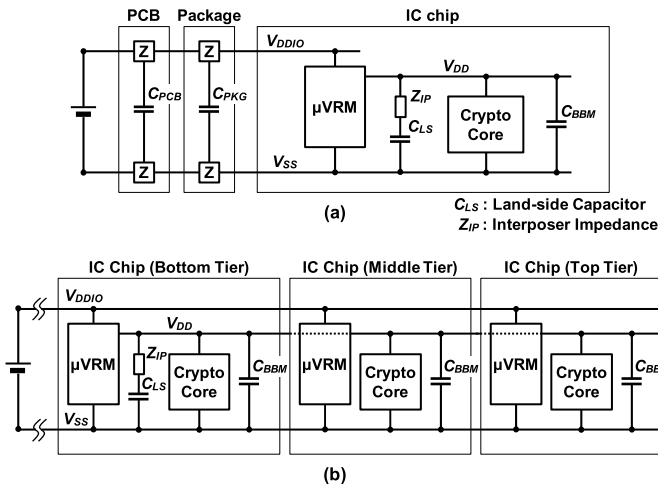 PCB Package IC chip
Z Z V_DDIO
V_DD
C_PCB C_PKG μVRM Z_IP C_LS Crypto Core C_BBM
Z Z V_SS
C_LS : Land-side Capacitor
(a)
Z_IP : Interposer Impedance
IC Chip (Bottom Tier) IC Chip (Middle Tier) IC Chip (Top Tier)
V_DDIO
V_DD
μVRM Z_IP C_LS Crypto Core C_BBM μVRM Crypto Core C_BBM μVRM Crypto Core
V_SS
(b)